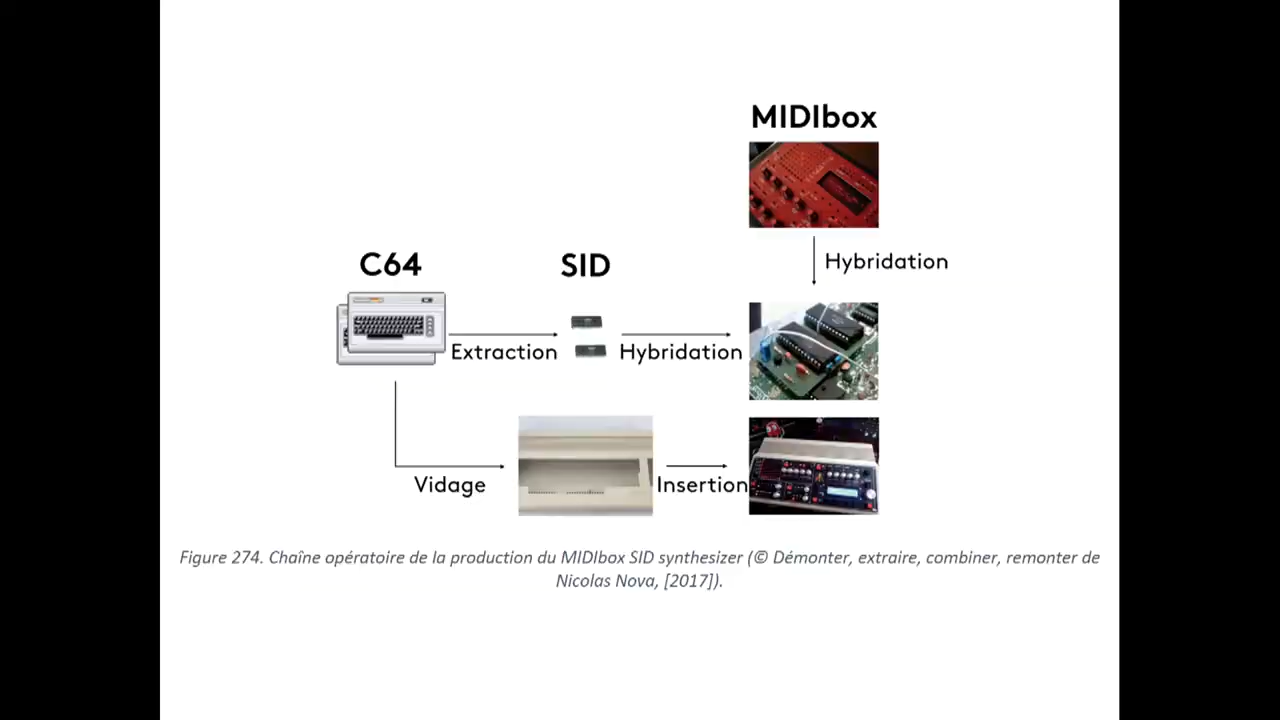 MIDIbox
Hybridation
C64
SID
Extraction
Hybridation
Vidage
Insertion
Figure 274. Chaîne opératoire de la production du MIDIbox SID synthesizer (© Démonter, extraire, combiner, remonter de
Nicolas Nova, [2017]).